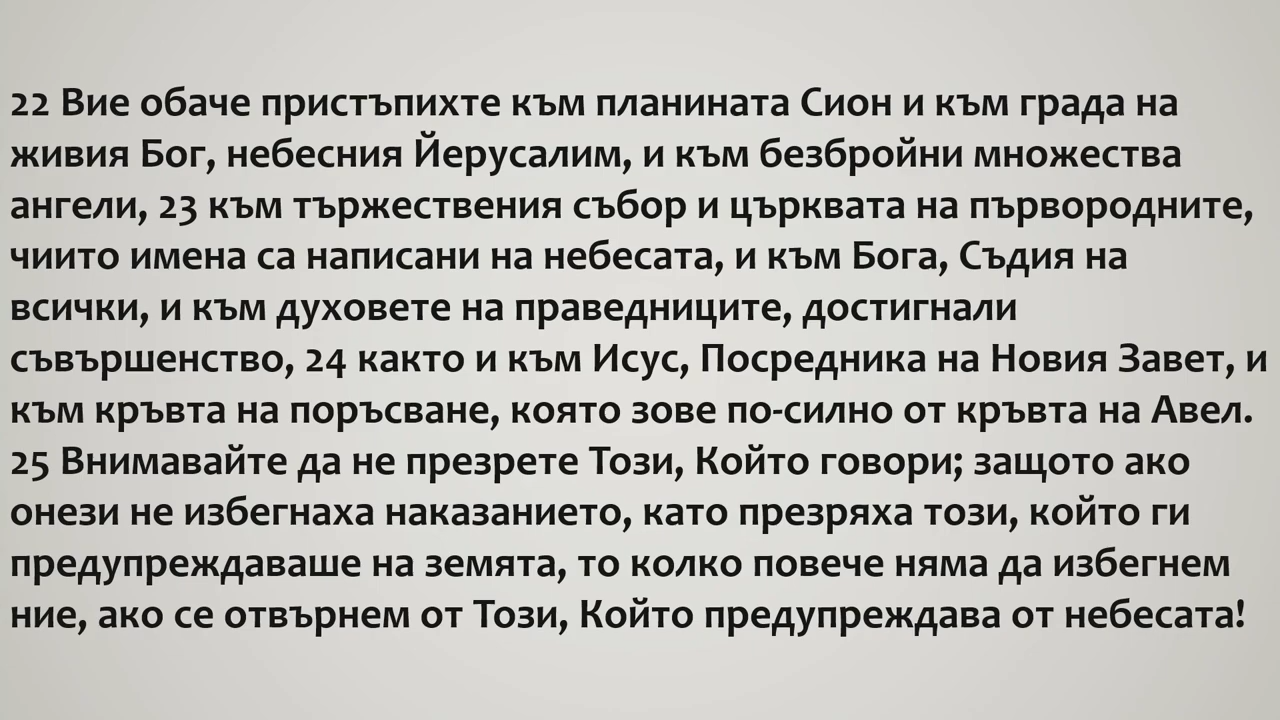 22 Вие обаче пристъпихте към планината Сион и към града на
живия Бог, небесния Йерусалим, и към безбройни множества
ангели, 23 към тържествения събор и църквата на първородните,
чиито имена са написани на небесата, и към Бога, Съдия на
всички, и към духовете на праведниците, достигнали
съвършенство, 24 както и към Исус, Посредника на Новия Завет, и
към кръвта на поръсване, която зове по-силно от кръвта на Авел.
25 Внимавайте да не презрете Този, Който говори; защото ако
онези не избегнаха наказанието, като презряха този, който ги
предупреждаваше на земята, то колко повече няма да избегнем
ние, ако се отвърнем от Този, Който предупреждава от небесата!